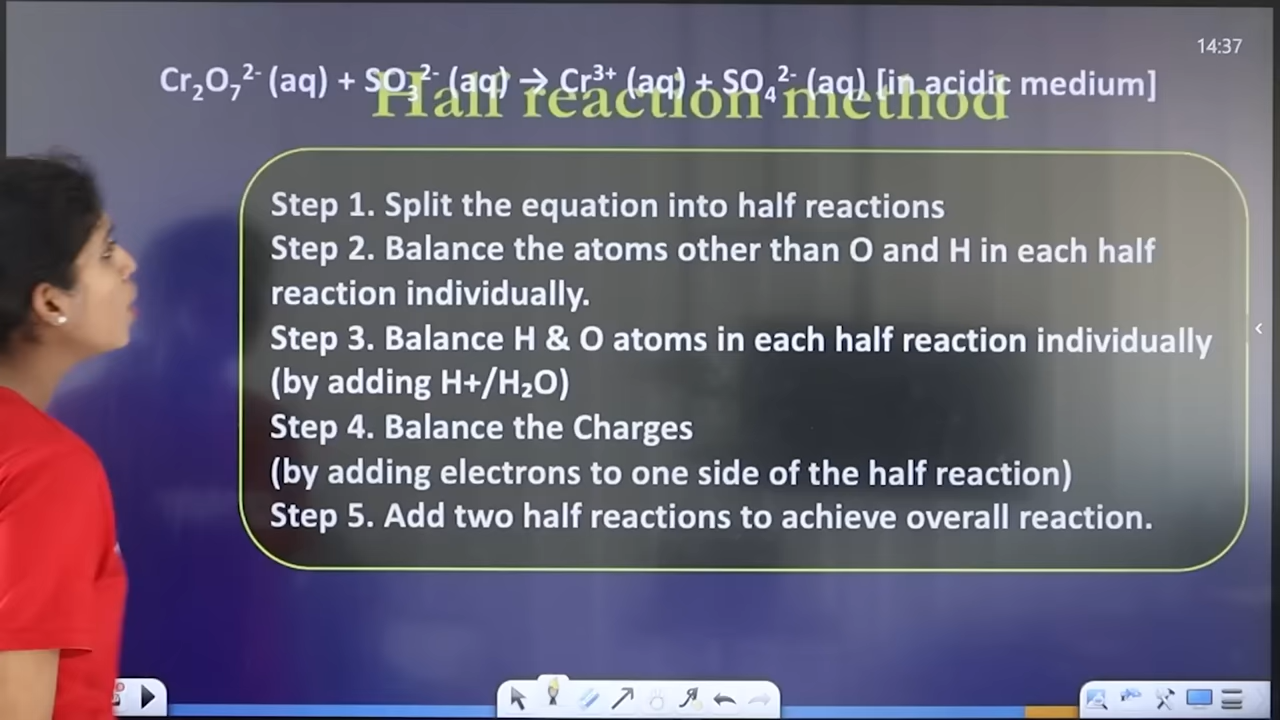 14:37
Cr₂O₇²⁻ (aq) + SO₃²⁻ (aq) → Cr³⁺ (aq) + SO₄²⁻ (aq) [in acidic medium]
Half reaction method
Step 1. Split the equation into half reactions
Step 2. Balance the atoms other than O and H in each half
reaction individually.
Step 3. Balance H & O atoms in each half reaction individually
(by adding H+/H₂O)
Step 4. Balance the Charges
(by adding electrons to one side of the half reaction)
Step 5. Add two half reactions to achieve overall reaction.